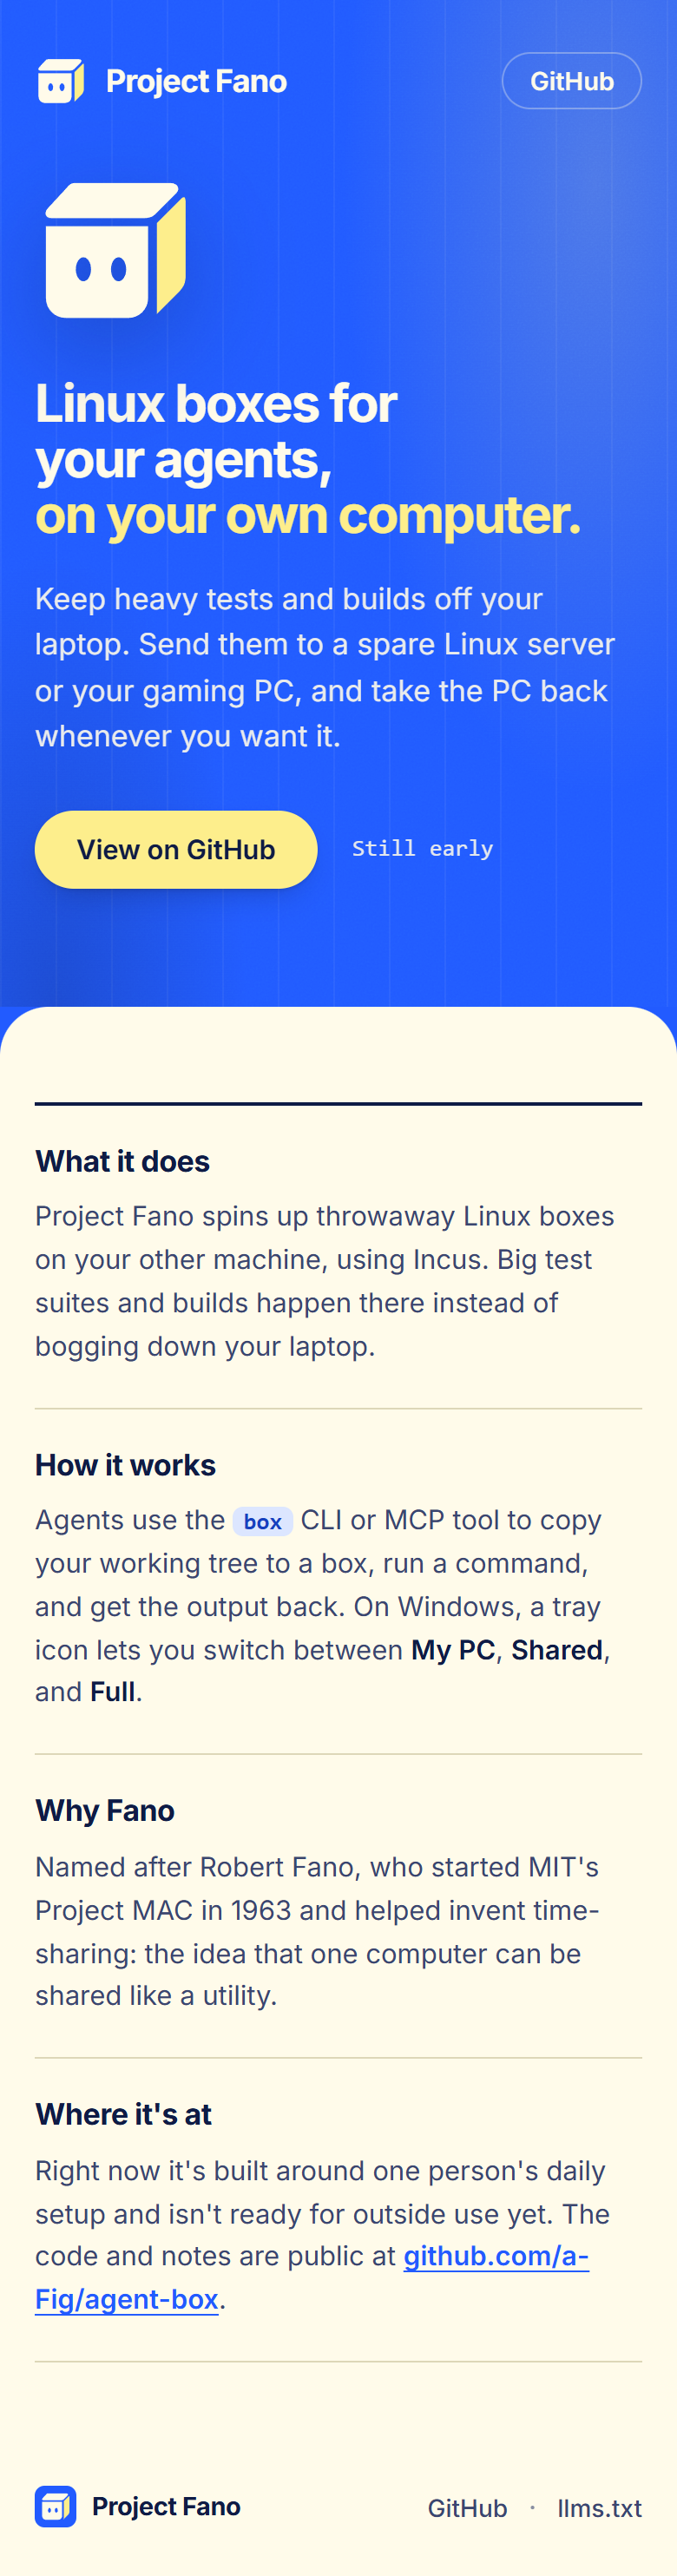 Project Fano
GitHub
Linux boxes for
your agents,
on your own computer.
Keep heavy tests and builds off your
laptop. Send them to a spare Linux server
or your gaming PC, and take the PC back
whenever you want it.
View on GitHub
Still early
What it does
Project Fano spins up throwaway Linux boxes
on your other machine, using Incus. Big test
suites and builds happen there instead of
bogging down your laptop.
How it works
Agents use the box CLI or MCP tool to copy
your working tree to a box, run a command,
and get the output back. On Windows, a tray
icon lets you switch between My PC, Shared,
and Full.
Why Fano
Named after Robert Fano, who started MIT's
Project MAC in 1963 and helped invent time-
sharing: the idea that one computer can be
shared like a utility.
Where it's at
Right now it's built around one person's daily
setup and isn't ready for outside use yet. The
code and notes are public at github.com/a-
Fig/agent-box.
Project Fano
GitHub · llms.txt